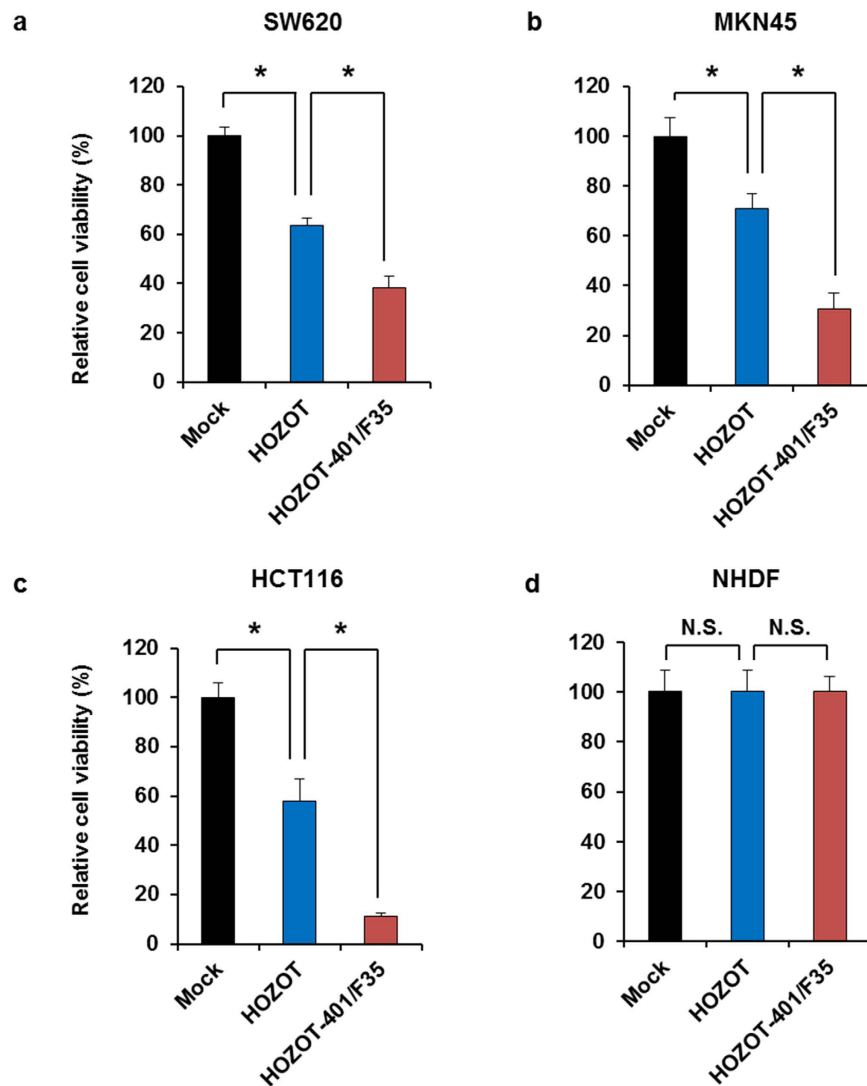 a
SW620
Relative cell viability (%)
120
100
80
60
40
20
0
*
*
Mock
HOZOT
HOZOT-401/F35
b
MKN45
120
100
80
60
40
20
0
*
*
Mock
HOZOT
HOZOT-401/F35
c
HCT116
Relative cell viability (%)
120
100
80
60
40
20
0
*
*
Mock
HOZOT
HOZOT-401/F35
d
NHDF
120
100
80
60
40
20
0
N.S.
N.S.
Mock
HOZOT
HOZOT-401/F35